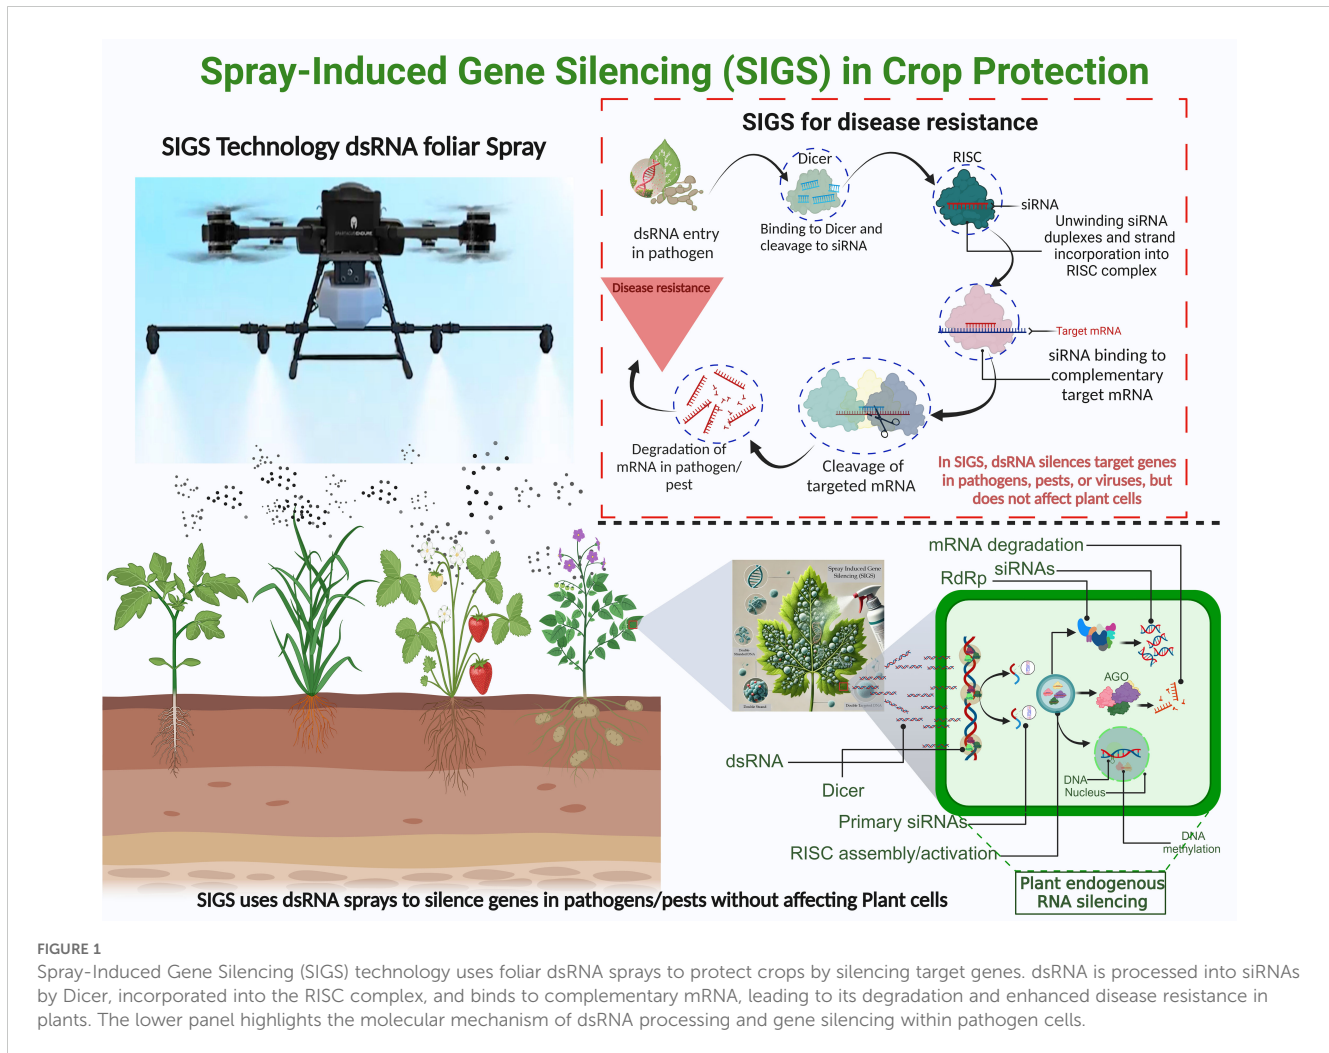 Spray-Induced Gene Silencing (SIGS) in Crop Protection
SIGS Technology dsRNA foliar Spray
SIGS for disease resistance
dsRNA entry
in pathogen
Dicer
Binding to Dicer and
cleavage to siRNA
RISC
siRNA
Unwinding siRNA
duplexes and strand
incorporation into
RISC complex
Target mRNA
siRNA binding to
complementary
target mRNA
Cleavage of
targeted mRNA
Degradation of
mRNA in pathogen/
pest
Disease resistance
In SIGS, dsRNA silences target genes
in pathogens, pests, or viruses, but
does not affect plant cells
Spray Induced Gene
Silencing (SIGS)
mRNA degradation
siRNAs
RdRp
AGO
DNA
Nucleus
dsRNA
Dicer
Primary siRNAs
RISC assembly/activation
DNA
methylation
Plant endogenous
RNA silencing
SIGS uses dsRNA sprays to silence genes in pathogens/pests without affecting Plant cells
FIGURE 1
Spray-Induced Gene Silencing (SIGS) technology uses foliar dsRNA sprays to protect crops by silencing target genes. dsRNA is processed into siRNAs
by Dicer, incorporated into the RISC complex, and binds to complementary mRNA, leading to its degradation and enhanced disease resistance in
plants. The lower panel highlights the molecular mechanism of dsRNA processing and gene silencing within pathogen cells.